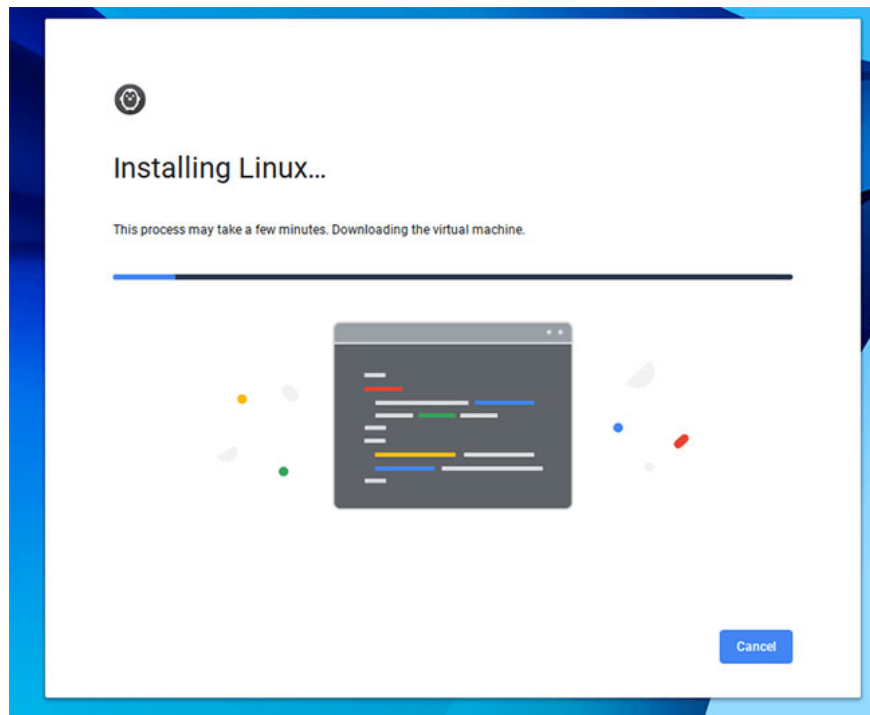 Installing Linux...
This process may take a few minutes. Downloading the virtual machine.
Cancel